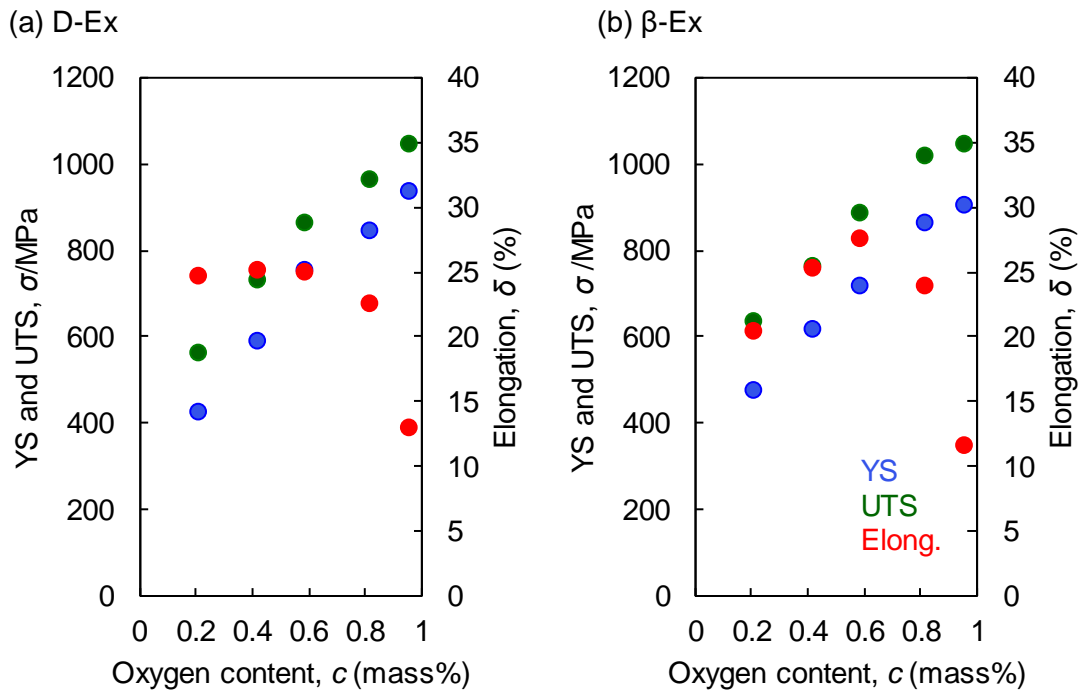 (a) D-Ex
(b) β-Ex
1200
1000
800
600
400
200
0
YS and UTS, σ/MPa
40
35
30
25
20
15
10
5
0
Elongation, δ (%)
0 0.2 0.4 0.6 0.8 1
Oxygen content, c (mass%)
1200
1000
800
600
400
200
0
YS and UTS, σ /MPa
40
35
30
25
20
15
10
5
0
Elongation, δ (%)
YS
UTS
Elong.
0 0.2 0.4 0.6 0.8 1
Oxygen content, c (mass%)